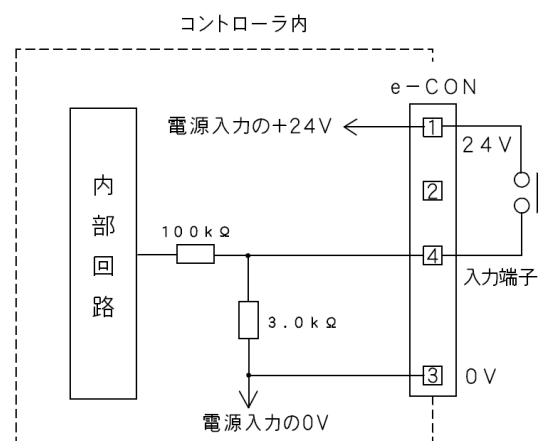 コントローラ内
e－CON
電源入力の＋24V
1
24V
2
内部回路
100kΩ
4
入力端子
3.0kΩ
3
0V
電源入力の0V